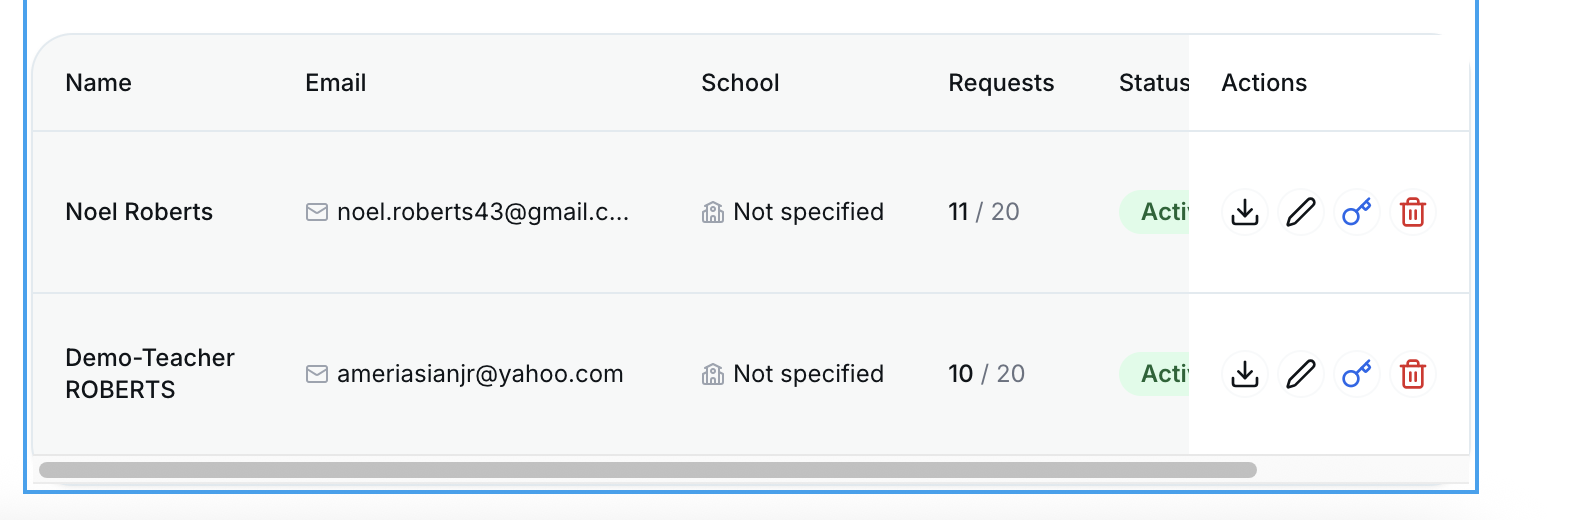 Name Email School Requests Status Actions
Noel Roberts noel.roberts43@gmail.c... Not specified 11 / 20 Acti
Demo-Teacher
ROBERTS ameriasianjr@yahoo.com Not specified 10 / 20 Acti